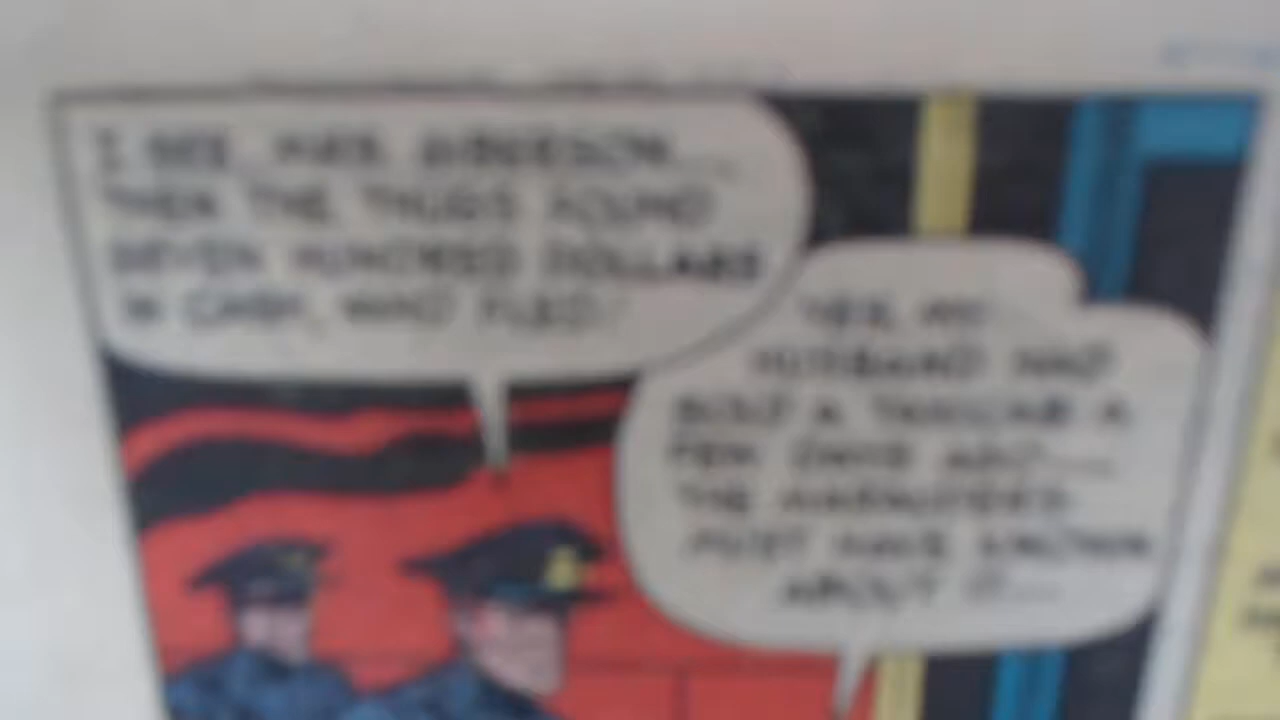 I SEE, MRS.
THEN THE THUGS FOUND
SEVEN HUNDRED DOLLARS
IN CASH, AND FLED!
YES, MY
HUSBAND HAD
SOLD A TAXICAB A
FEW DAYS AGO....
THE MARAUDERS
MUST HAVE KNOWN
ABOUT IT...